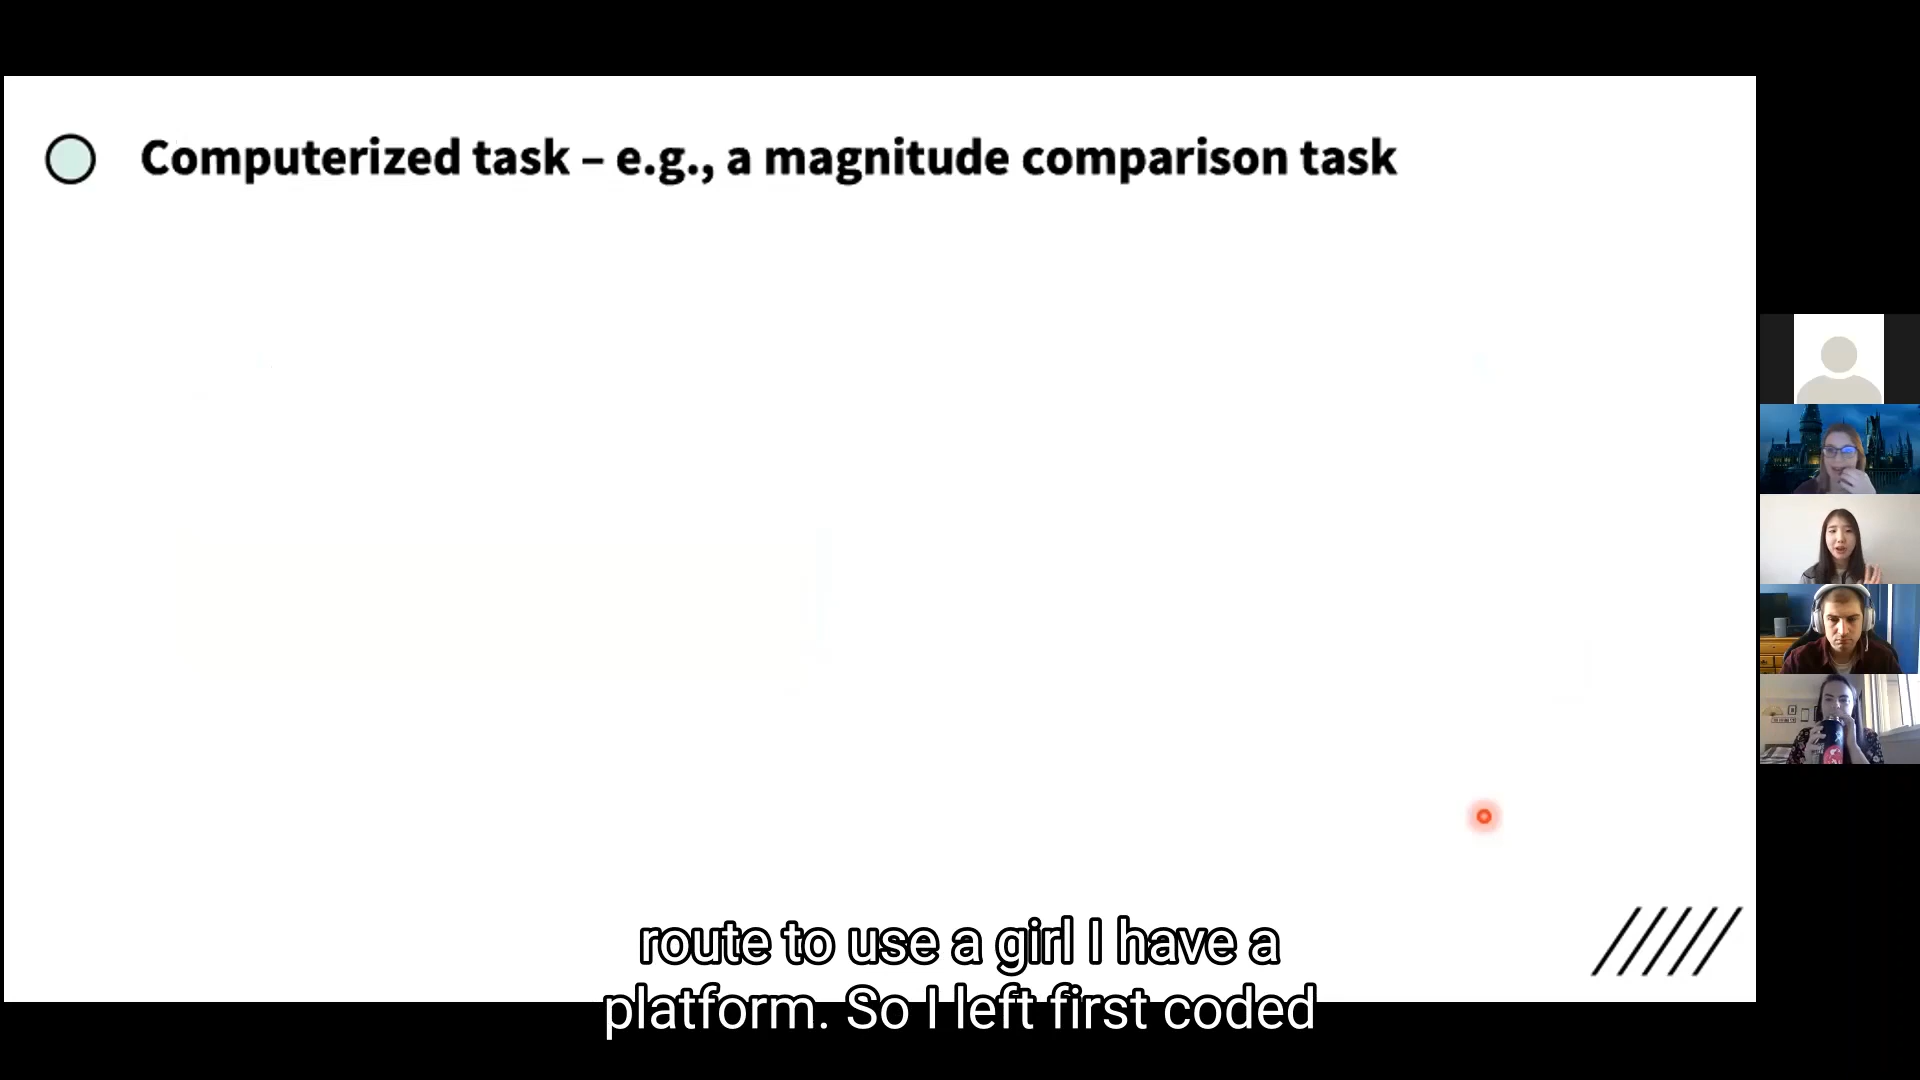 Computerized task – e.g., a magnitude comparison task
route to use a girl I have a
platform. So I left first coded